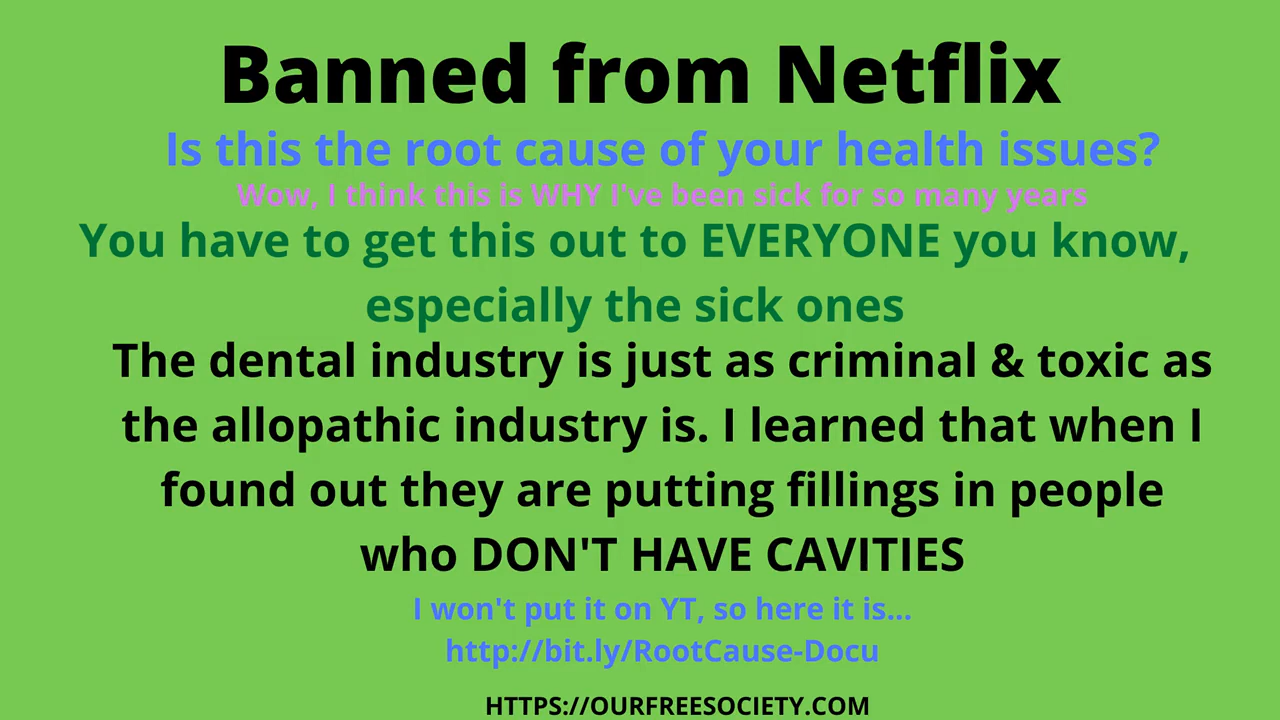 Banned from Netflix
Is this the root cause of your health issues?
Wow, I think this is WHY I've been sick for so many years
You have to get this out to EVERYONE you know,
especially the sick ones
The dental industry is just as criminal & toxic as
the allopathic industry is. I learned that when I
found out they are putting fillings in people
who DON'T HAVE CAVITIES
I won't put it on YT, so here it is...
http://bit.ly/RootCause-Docu
HTTPS://OURFREESOCIETY.COM